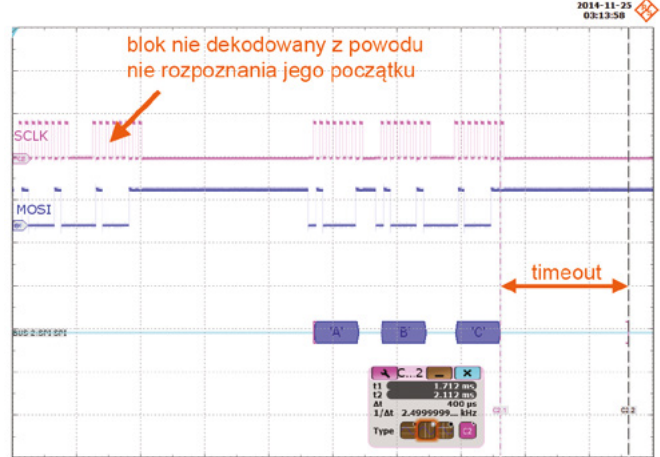 2014-11-25
03:13:58
blok nie dekodowany z powodu
nie rozpoznania jego początku
SCLK
MOSI
timeout
BUS 2:SPI SPI
'A' 'B' 'C'
C...2
t1 1.712 ms
t2 2.112 ms
Δt 400 µs
1/Δt 2.4999999... kHz
Type C2
C2.1 C2.2